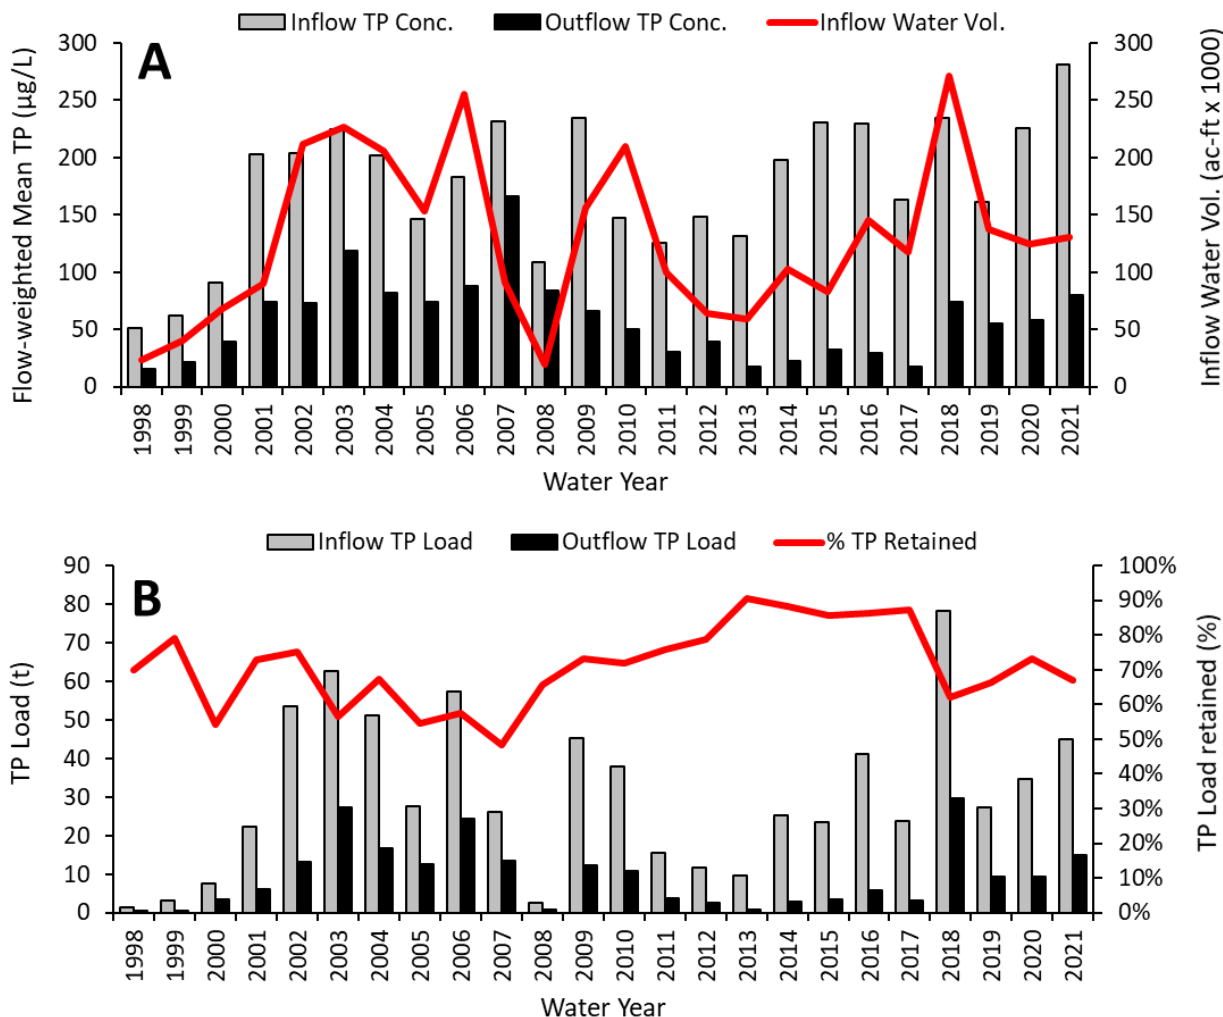 Inflow TP Conc. Outflow TP Conc. Inflow Water Vol.
A
Flow-weighted Mean TP (µg/L)
300
250
200
150
100
50
0
300
250
200
150
100
50
0
Inflow Water Vol. (ac-ft x 1000)
1998 1999 2000 2001 2002 2003 2004 2005 2006 2007 2008 2009 2010 2011 2012 2013 2014 2015 2016 2017 2018 2019 2020 2021
Water Year
Inflow TP Load Outflow TP Load % TP Retained
B
TP Load (t)
90
80
70
60
50
40
30
20
10
0
100%
90%
80%
70%
60%
50%
40%
30%
20%
10%
0%
TP Load retained (%)
1998 1999 2000 2001 2002 2003 2004 2005 2006 2007 2008 2009 2010 2011 2012 2013 2014 2015 2016 2017 2018 2019 2020 2021
Water Year